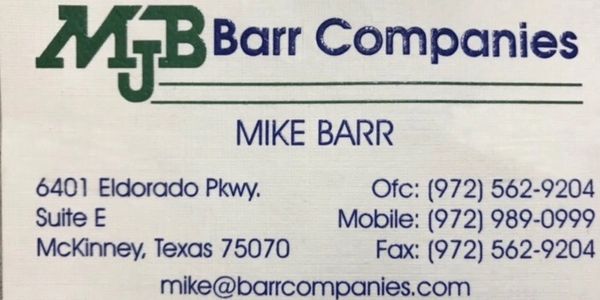 MJB Barr Companies
MIKE BARR
6401 Eldorado Pkwy.
Suite E
McKinney, Texas 75070
Ofc: (972) 562-9204
Mobile: (972) 989-0999
Fax: (972) 562-9204
mike@barrcompanies.com